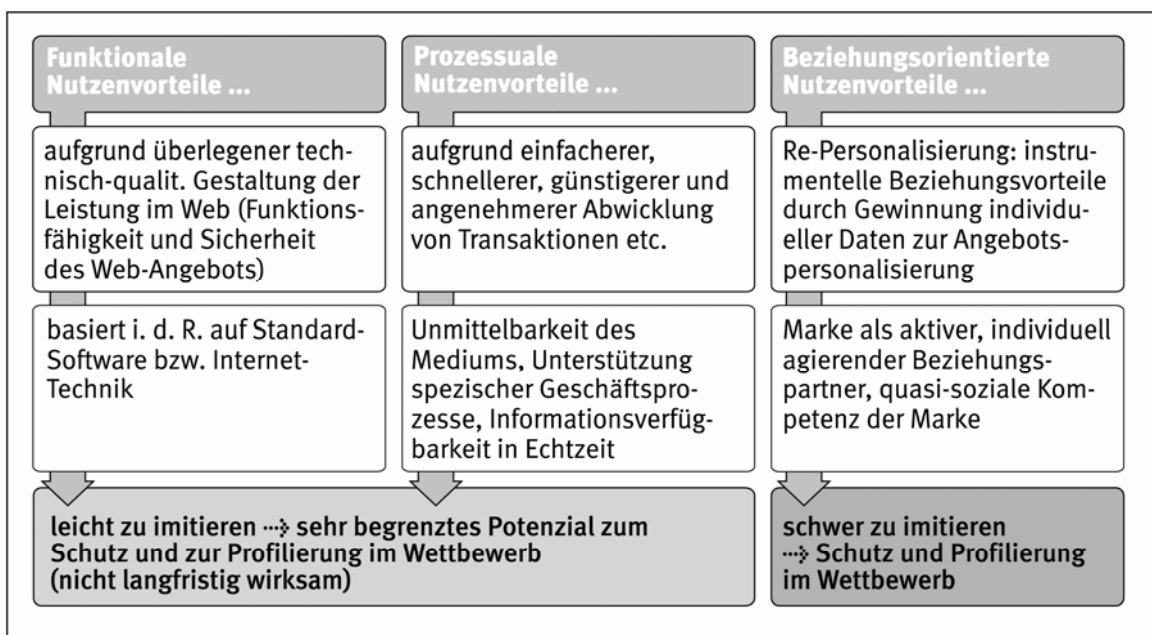 Funktionale
Nutzenvorteile ...
aufgrund überlegener tech-
nisch-qualit. Gestaltung der
Leistung im Web (Funktions-
fähigkeit und Sicherheit
des Web-Angebots)
basiert i. d. R. auf Standard-
Software bzw. Internet-
Technik
Prozessuale
Nutzenvorteile ...
aufgrund einfacherer,
schnellerer, günstigerer und
angenehmerer Abwicklung
von Transaktionen etc.
Unmittelbarkeit des
Mediums, Unterstützung
spezischer Geschäftspro-
zesse, Informationsverfüg-
barkeit in Echtzeit
leicht zu imitieren ⇢ sehr begrenztes Potenzial zum
Schutz und zur Profilierung im Wettbewerb
(nicht langfristig wirksam)
Beziehungsorientierte
Nutzenvorteile ...
Re-Personalisierung: instru-
mentelle Beziehungsvorteile
durch Gewinnung individu-
eller Daten zur Angebots-
personalisierung
Marke als aktiver, individuell
agierender Beziehungs-
partner, quasi-soziale Kom-
petenz der Marke
schwer zu imitieren
⇢ Schutz und Profilierung
im Wettbewerb